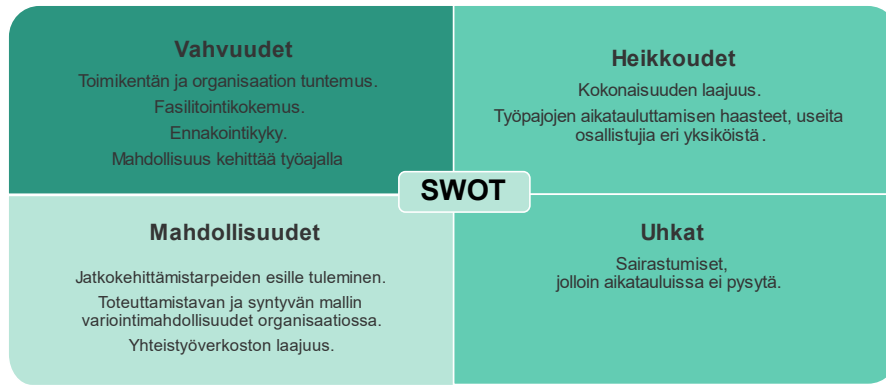 Vahvuudet
Toimikentän ja organisaation tuntemus.
Fasilitointikokemus.
Ennakointikyky.
Mahdollisuus kehittää työajalla
Heikkoudet
Kokonaisuuden laajuus.
Työpajojen aikatauluttamisen haasteet, useita
osallistujia eri yksiköistä.
SWOT
Mahdollisuudet
Jatkokehittämistarpeiden esille tuleminen.
Toteuttamistavan ja syntyvän mallin
variointimahdollisuudet organisaatiossa.
Yhteistyöverkoston laajuus.
Uhkat
Sairastumiset,
jolloin aikatauluissa ei pysytä.